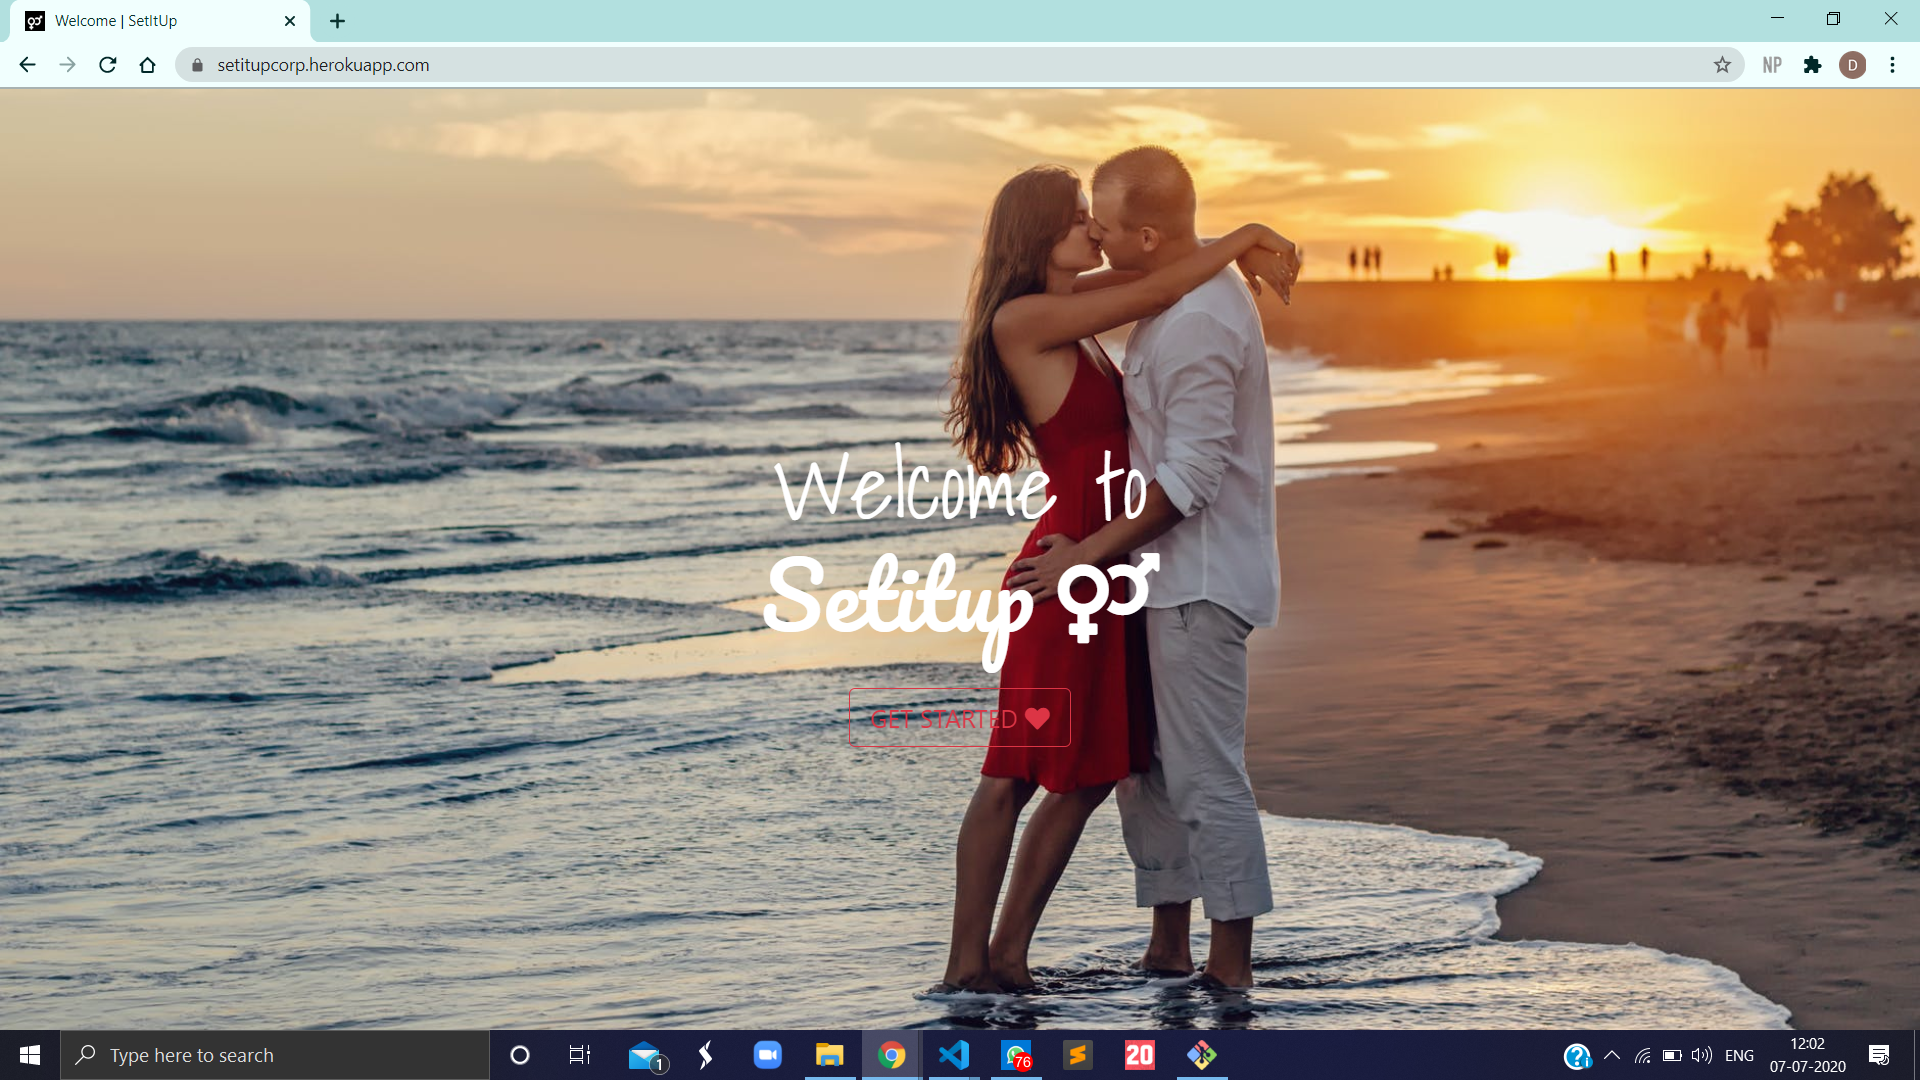 Welcome | SetItUp
setitupcorp.herokuapp.com
NP
D
Welcome to
Setitup
GET STARTED
Type here to search
1
76
20
ENG
12:02
07-07-2020